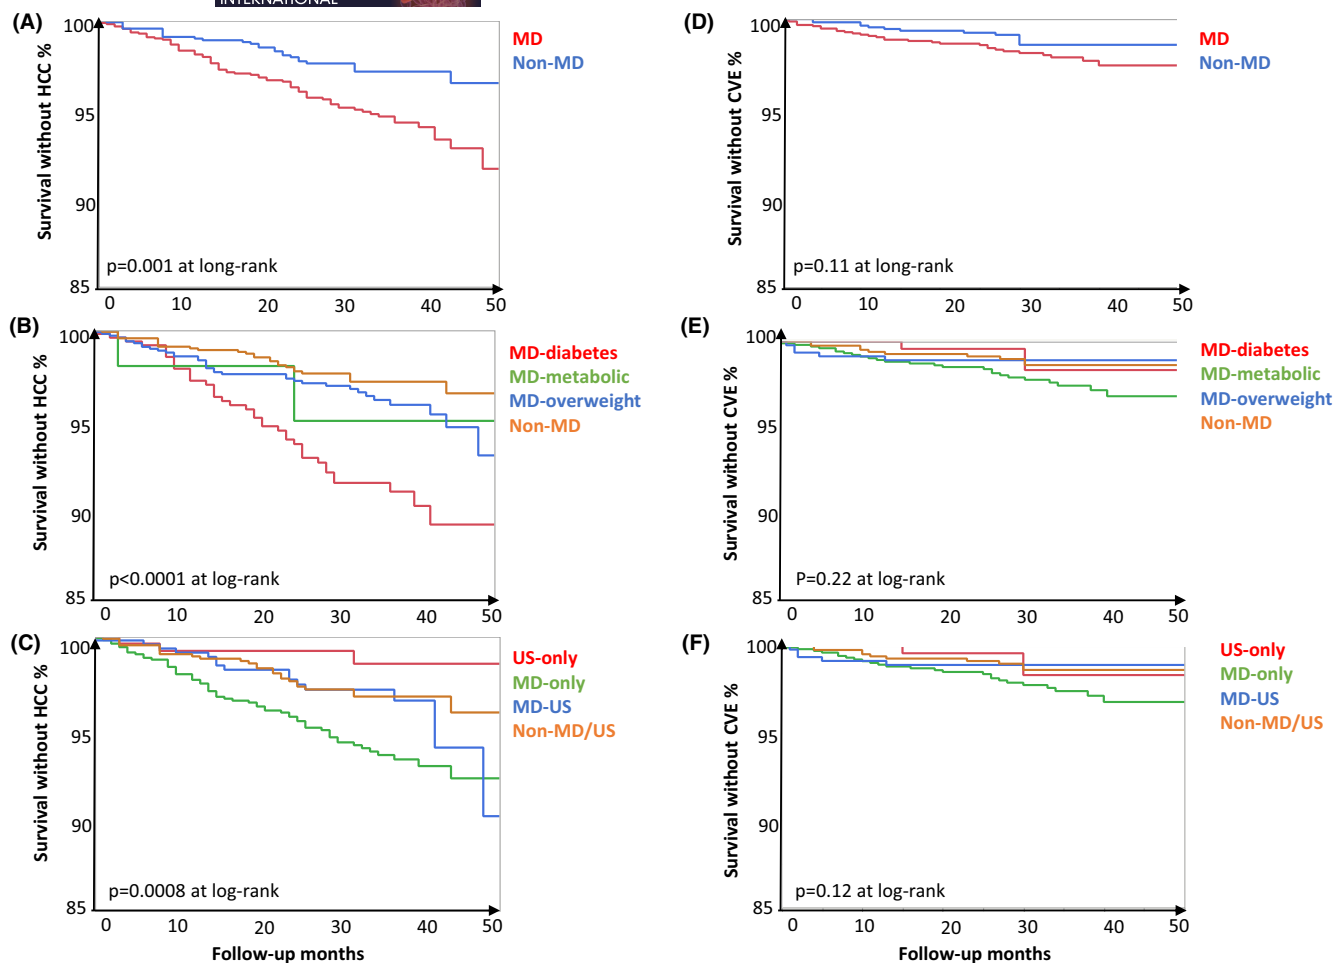 INTERNATIONAL
(A)
Survival without HCC %
100
95
90
85
p=0.001 at long-rank
0 10 20 30 40 50
MD
Non-MD
(D)
Survival without CVE %
100
95
90
85
p=0.11 at long-rank
0 10 20 30 40 50
MD
Non-MD
(B)
Survival without HCC %
100
95
90
85
p<0.0001 at log-rank
0 10 20 30 40 50
MD-diabetes
MD-metabolic
MD-overweight
Non-MD
(E)
Survival without CVE %
100
95
90
85
P=0.22 at log-rank
0 10 20 30 40 50
MD-diabetes
MD-metabolic
MD-overweight
Non-MD
(C)
Survival without HCC %
100
95
90
85
p=0.0008 at log-rank
0 10 20 30 40 50
Follow-up months
US-only
MD-only
MD-US
Non-MD/US
(F)
Survival without CVE %
100
95
90
85
p=0.12 at log-rank
0 10 20 30 40 50
Follow-up months
US-only
MD-only
MD-US
Non-MD/US